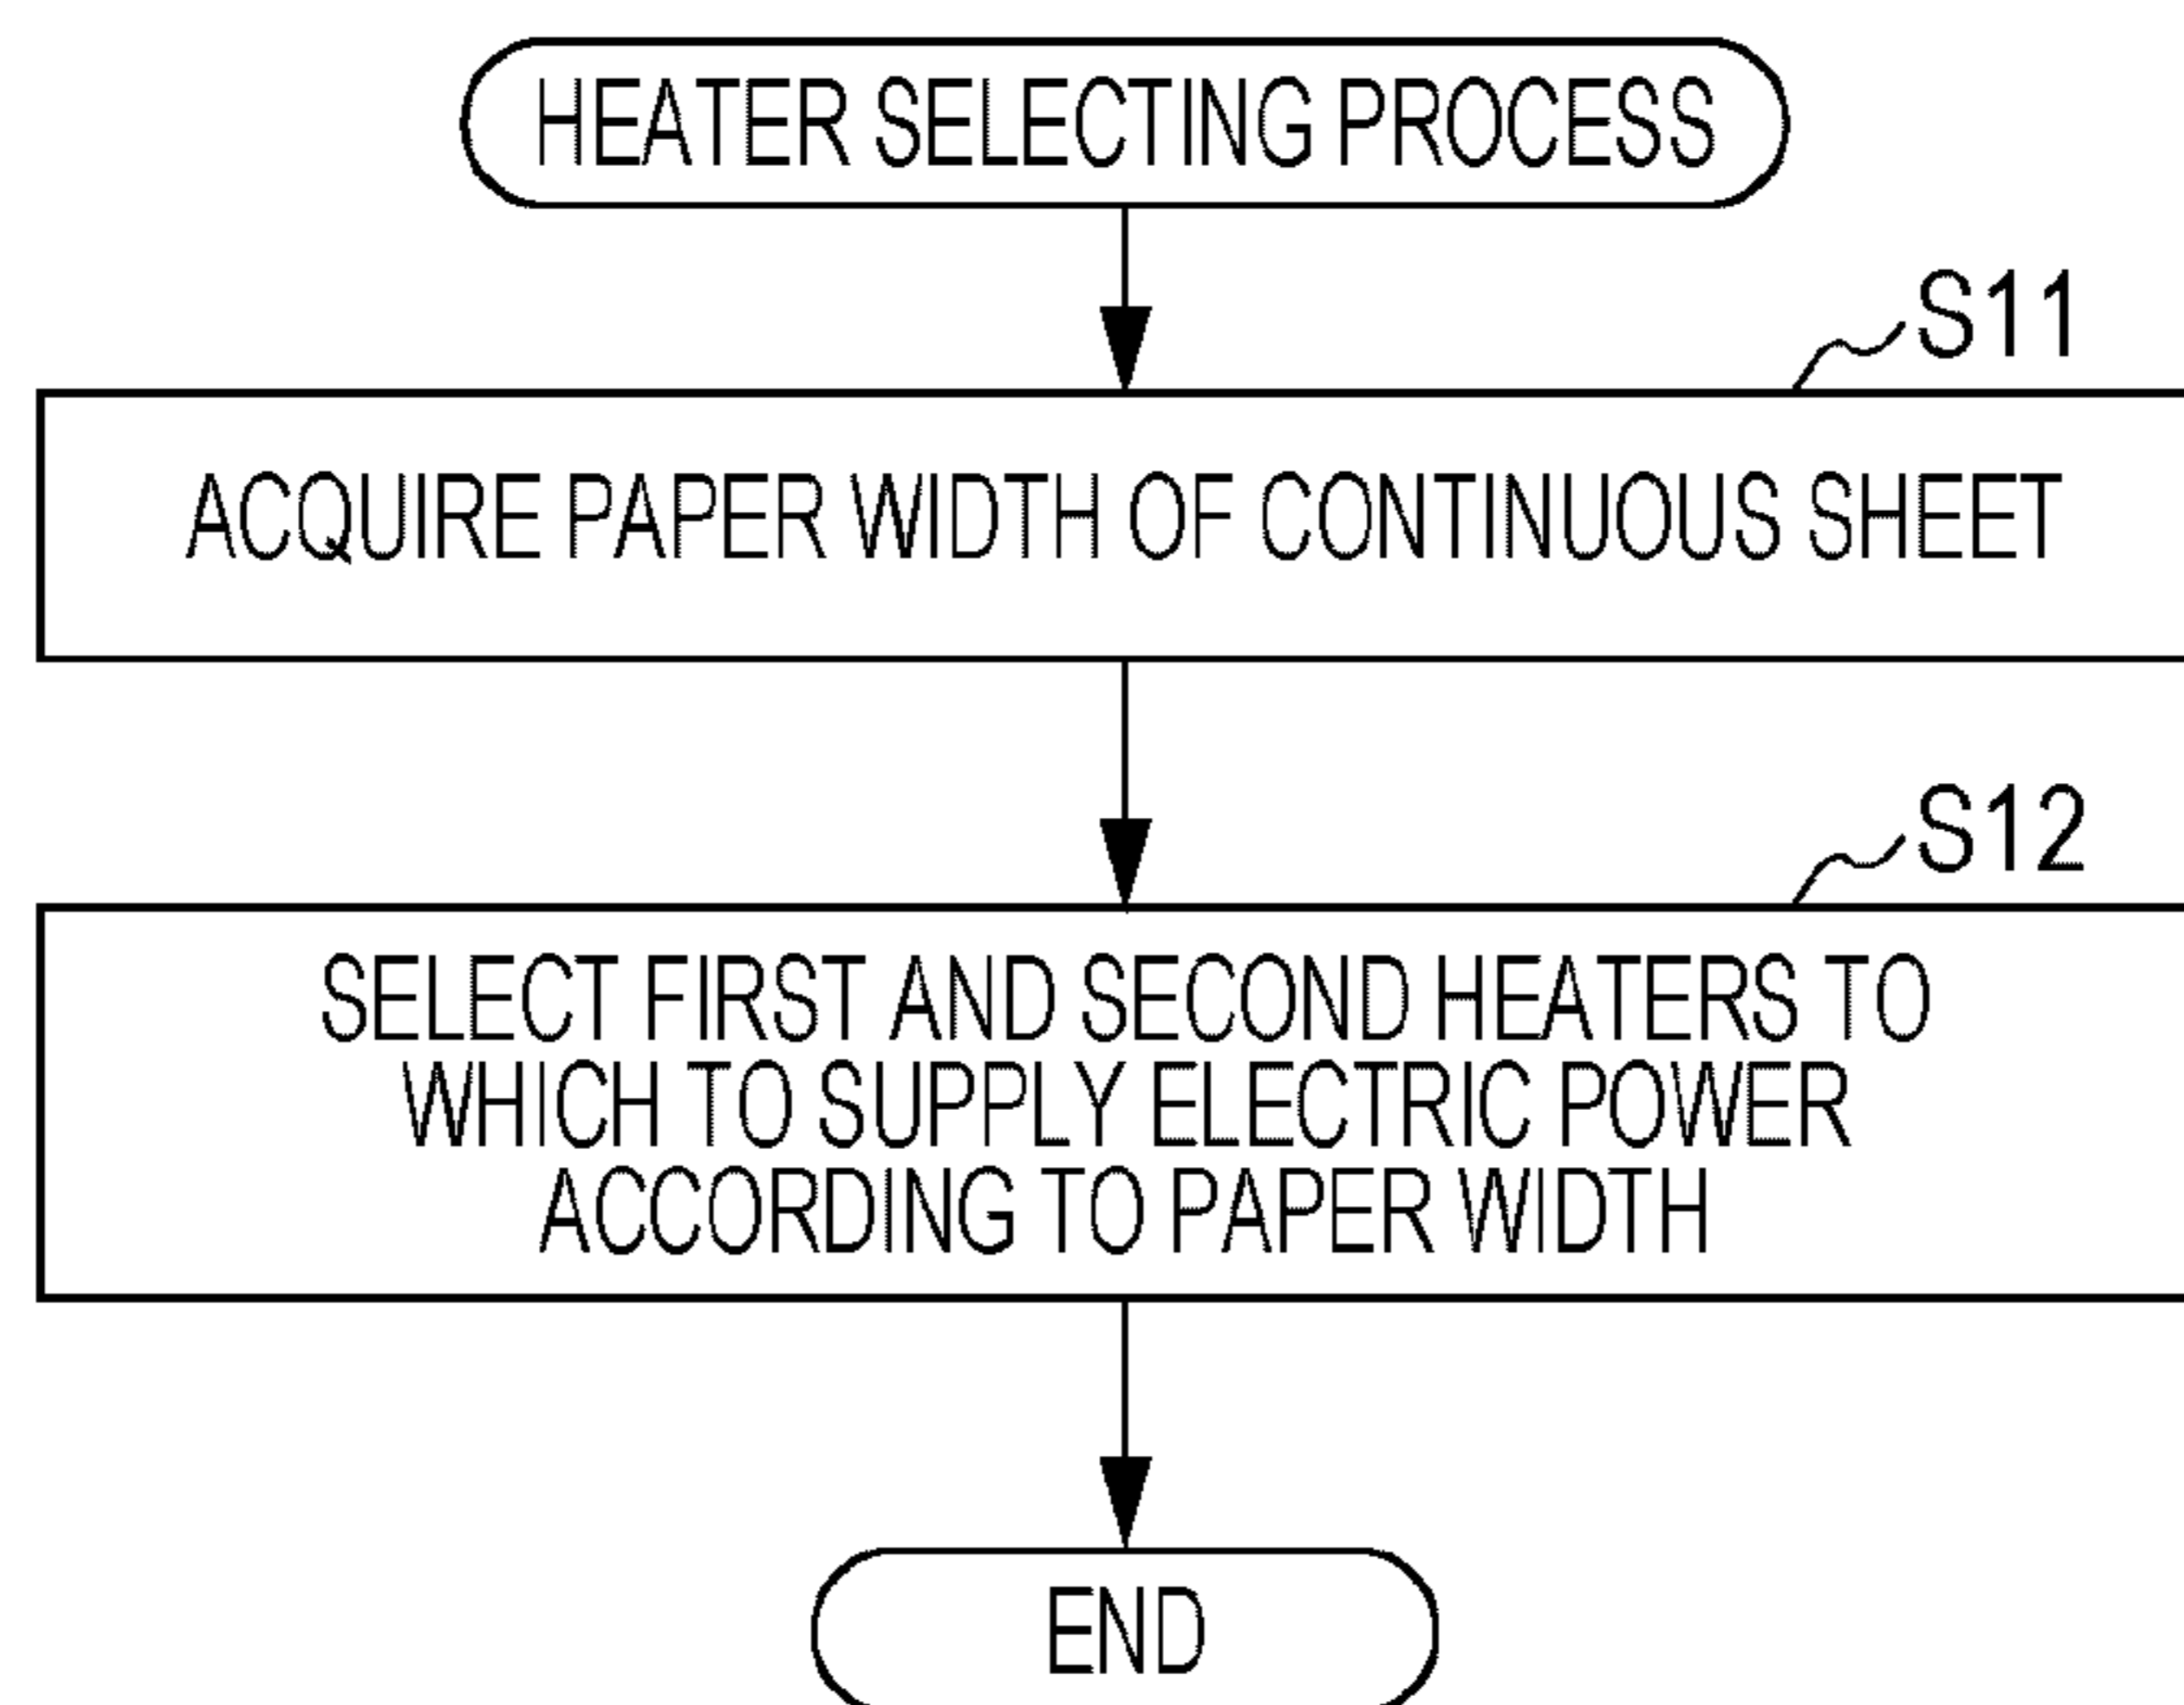 HEATER SELECTING PROCESS
S11
ACQUIRE PAPER WIDTH OF CONTINUOUS SHEET
S12
SELECT FIRST AND SECOND HEATERS TO
WHICH TO SUPPLY ELECTRIC POWER
ACCORDING TO PAPER WIDTH
END